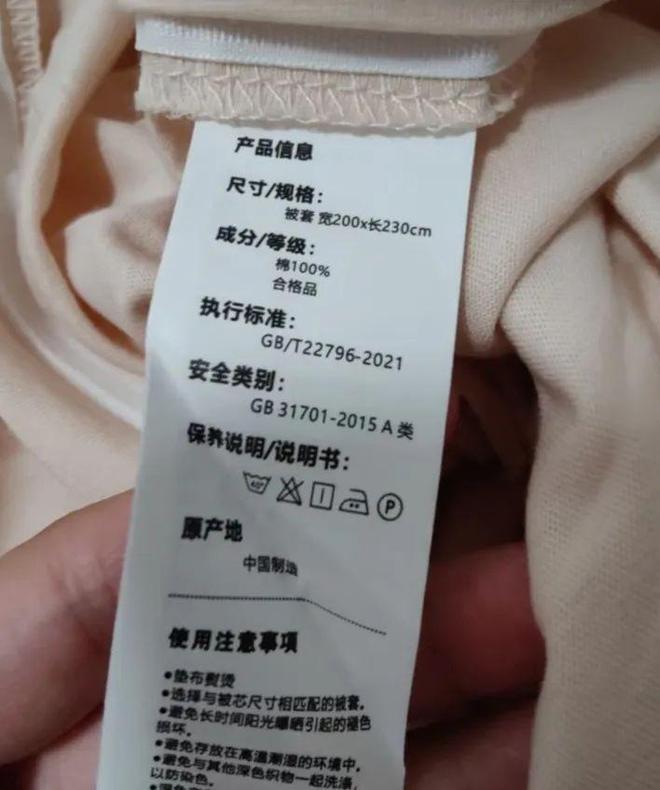 产品信息
尺寸/规格：
被套 宽200x长230cm
成分/等级：
棉100%
合格品
执行标准：
GB/T22796-2021
安全类别：
GB 31701-2015 A 类
保养说明/说明书：
40°
P
原产地
中国制造
使用注意事項
•垫布熨烫
•选择与被芯尺寸相匹配的被套。
•避免长时间阳光曝晒引起的褪色
损坏。
•避免存放在高温潮湿的环境中。
•避免与其他深色织物一起洗涤，
以防染色。